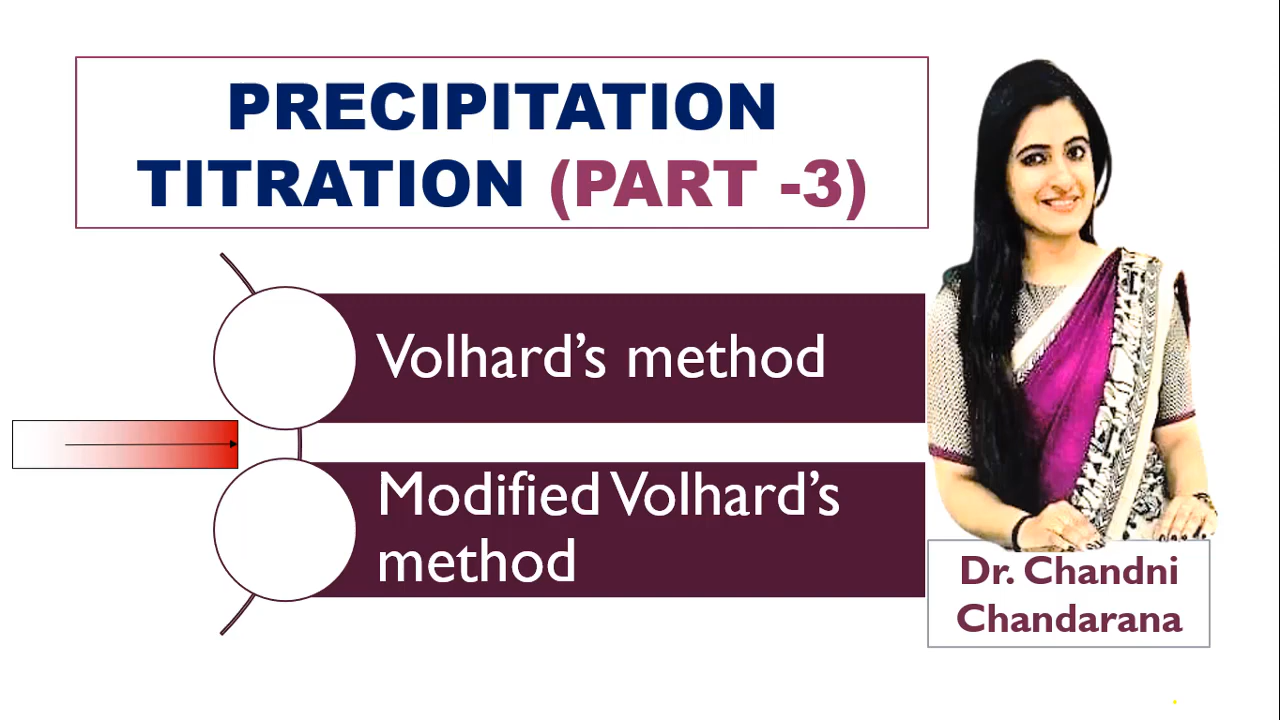 PRECIPITATION
TITRATION (PART -3)
Volhard’s method
Modified Volhard’s
method
Dr. Chandni
Chandarana